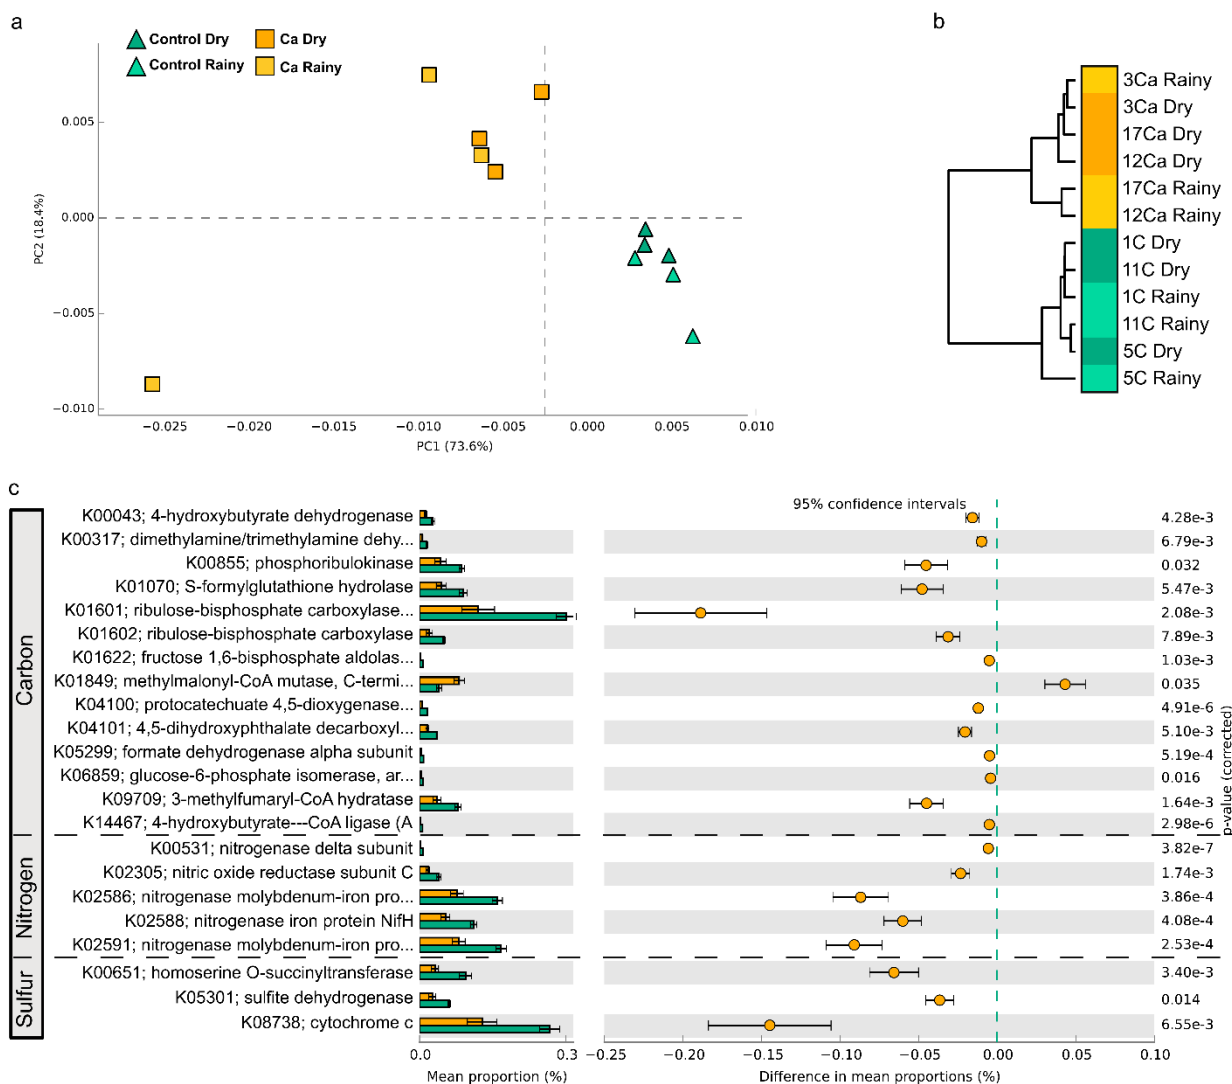 a
Control Dry
Ca Dry
Control Rainy
Ca Rainy
0.005
0.000
−0.005
−0.010
PC2 (18.4%)
−0.025
−0.020
−0.015
−0.010
−0.005
0.000
0.005
0.010
PC1 (73.6%)
b
3Ca Rainy
3Ca Dry
17Ca Dry
12Ca Dry
17Ca Rainy
12Ca Rainy
1C Dry
11C Dry
1C Rainy
11C Rainy
5C Dry
5C Rainy
c
95% confidence intervals
Carbon
K00043; 4-hydroxybutyrate dehydrogenase 4.28e-3
K00317; dimethylamine/trimethylamine dehy... 6.79e-3
K00855; phosphoribulokinase 0.032
K01070; S-formylglutathione hydrolase 5.47e-3
K01601; ribulose-bisphosphate carboxylase... 2.08e-3
K01602; ribulose-bisphosphate carboxylase 7.89e-3
K01622; fructose 1,6-bisphosphate aldolas... 1.03e-3
K01849; methylmalonyl-CoA mutase, C-termi... 0.035
K04100; protocatechuate 4,5-dioxygenase... 4.91e-6
K04101; 4,5-dihydroxyphthalate decarboxyl... 5.10e-3
K05299; formate dehydrogenase alpha subunit 5.19e-4
K06859; glucose-6-phosphate isomerase, ar... 0.016
K09709; 3-methylfumaryl-CoA hydratase 1.64e-3
K14467; 4-hydroxybutyrate---CoA ligase (A 2.98e-6
Nitrogen
K00531; nitrogenase delta subunit 3.82e-7
K02305; nitric oxide reductase subunit C 1.74e-3
K02586; nitrogenase molybdenum-iron pro... 3.86e-4
K02588; nitrogenase iron protein NifH 4.08e-4
K02591; nitrogenase molybdenum-iron pro... 2.53e-4
Sulfur
K00651; homoserine O-succinyltransferase 3.40e-3
K05301; sulfite dehydrogenase 0.014
K08738; cytochrome c 6.55e-3
p-value (corrected)
0.0 0.3
Mean proportion (%)
−0.25 −0.20 −0.15 −0.10 −0.05 0.00 0.05 0.10
Difference in mean proportions (%)